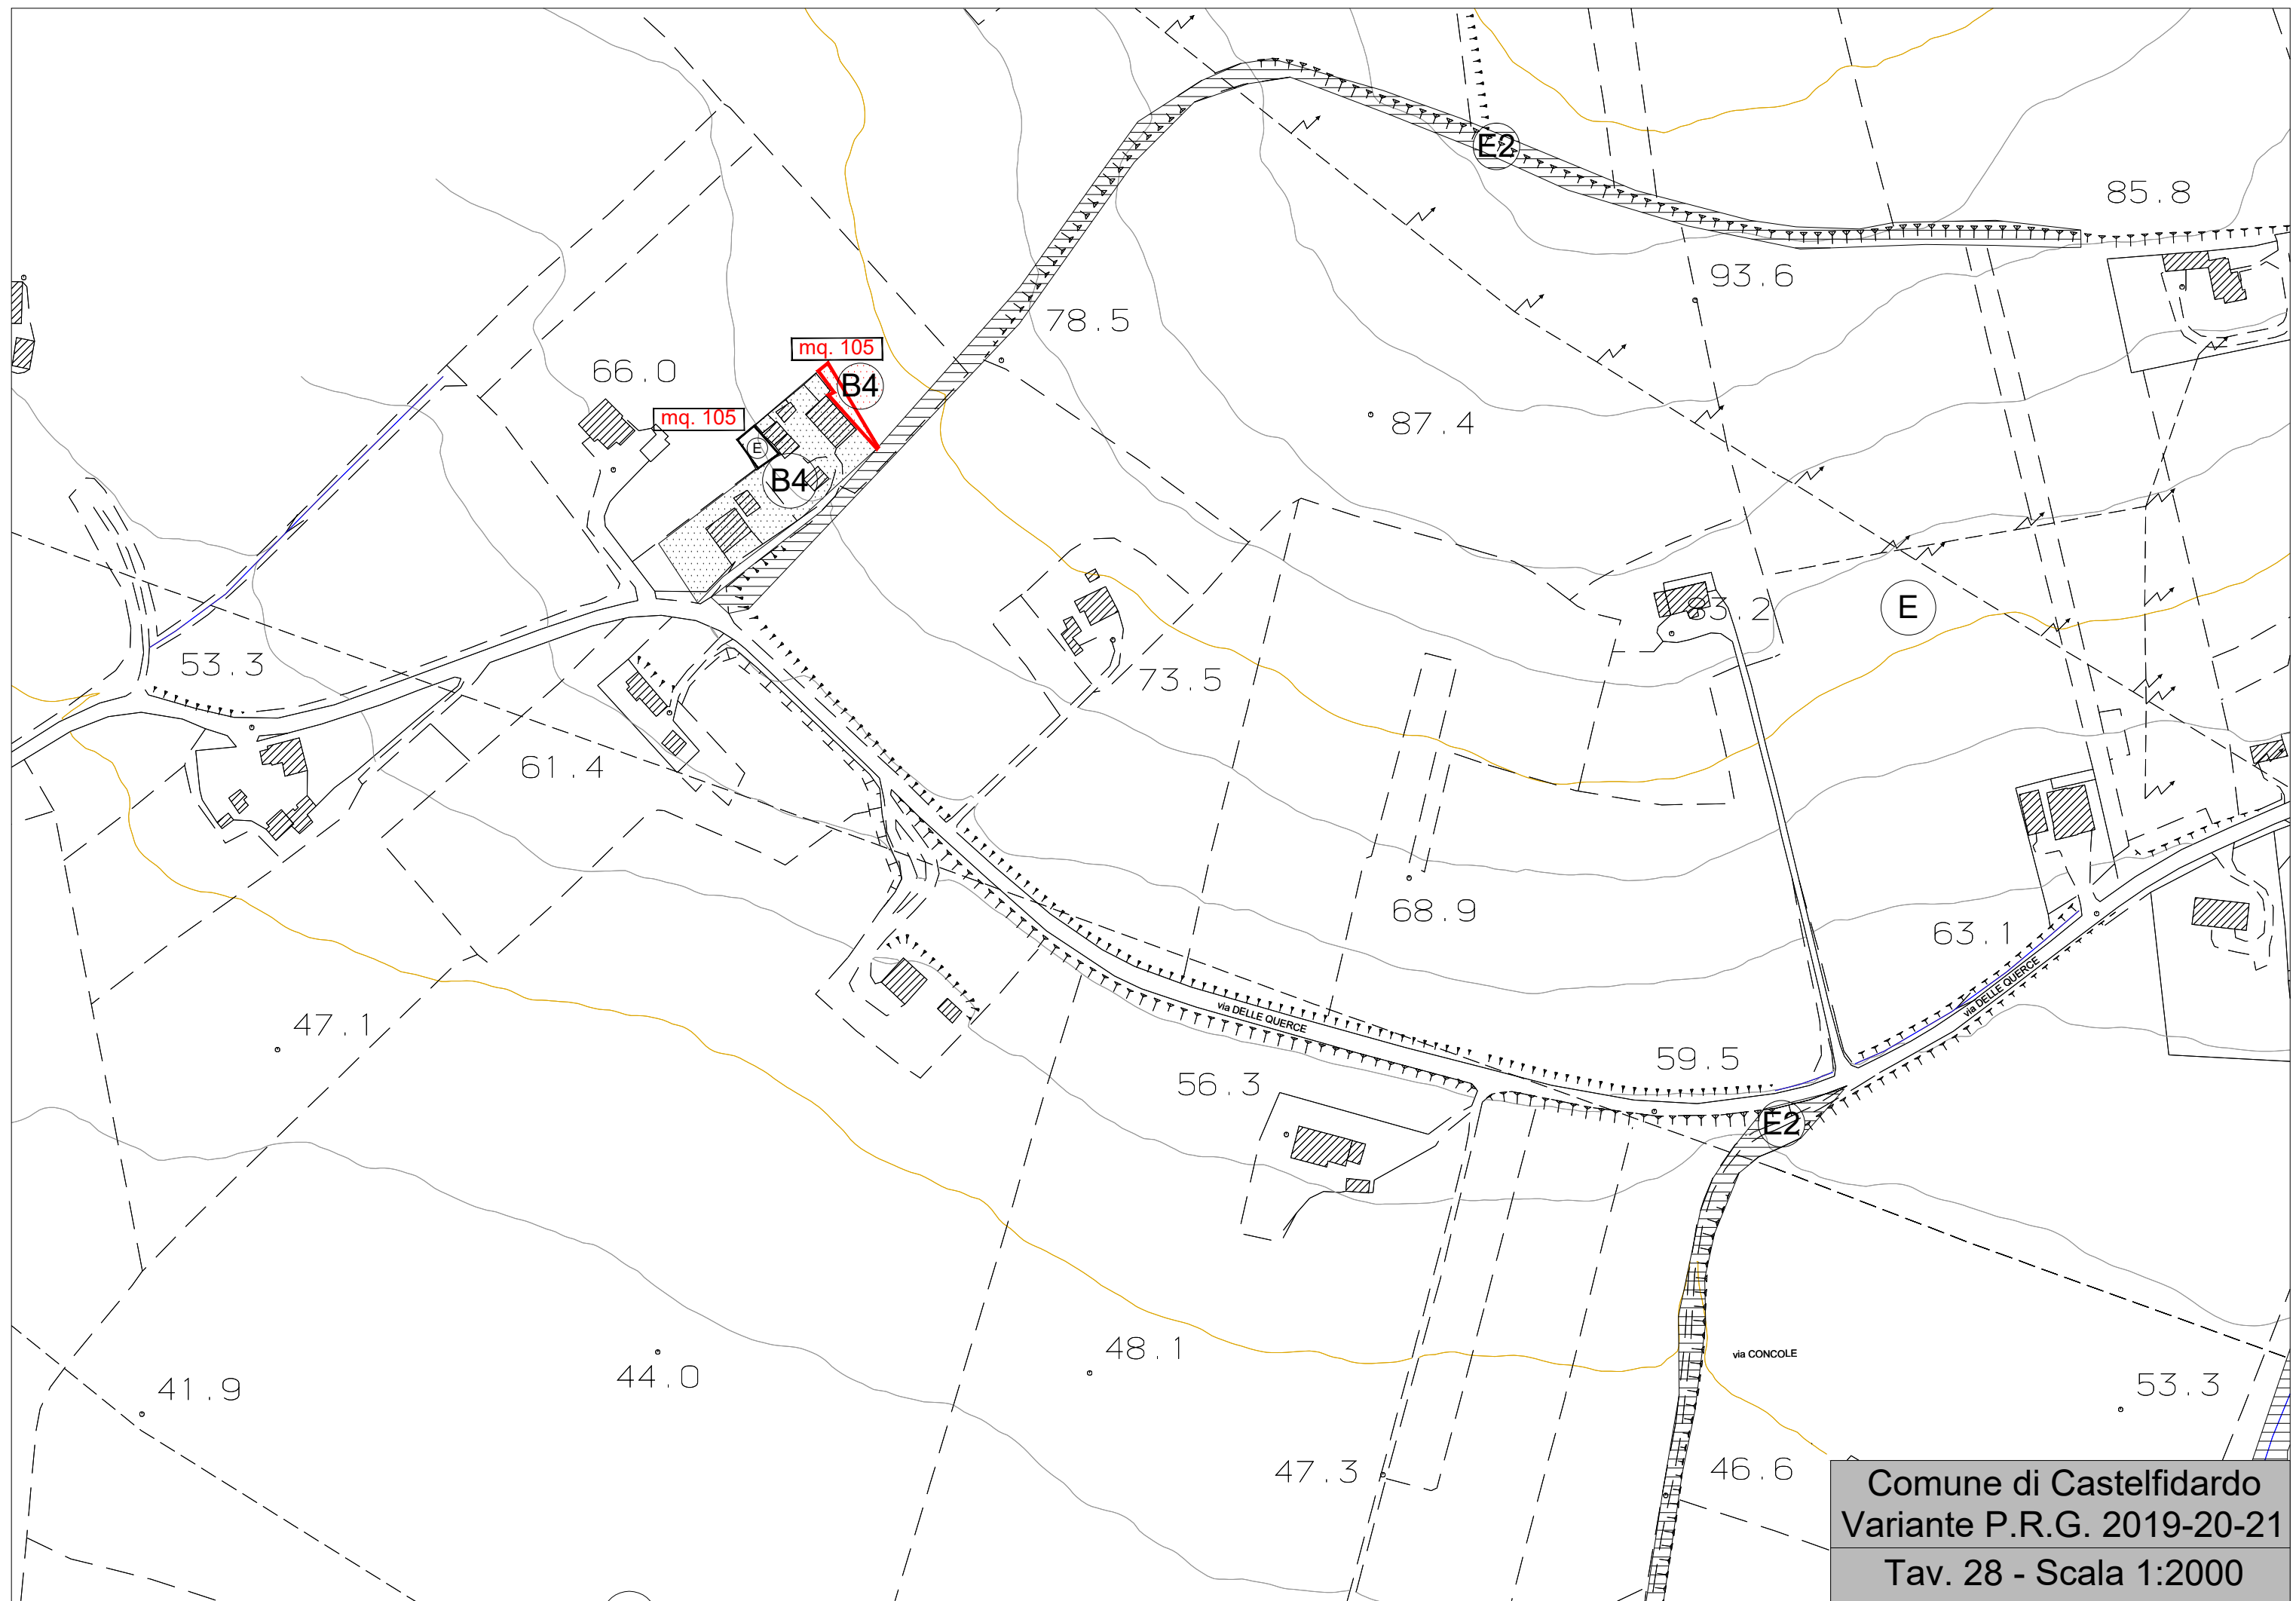 E2
85.8
93.6
78.5
mq. 105
66.0
B4
mq. 105
87.4
E
B4
83.2
E
53.3
73.5
61.4
68.9
63.1
via DELLE QUERCE
via DELLE QUERCE
47.1
59.5
56.3
E2
48.1
via CONCOLE
44.0
41.9
53.3
47.3
46.6
Comune di Castelfidardo
Variante P.R.G. 2019-20-21
Tav. 28 - Scala 1:2000